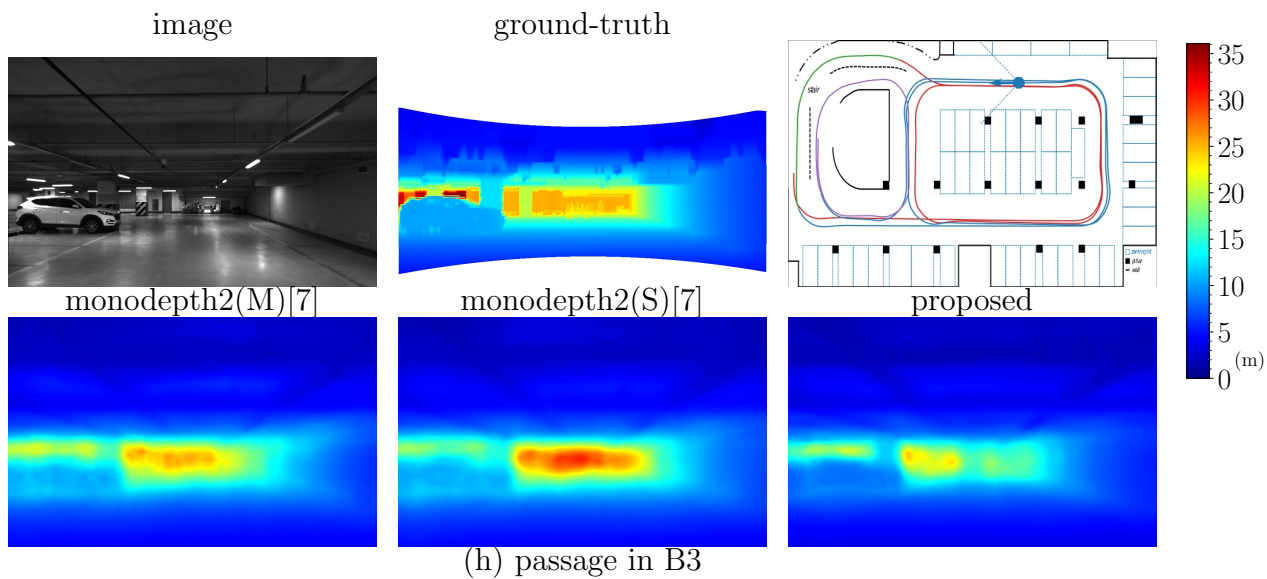 image
ground-truth
stair
parkinglot
pillar
wall
35
30
25
20
15
10
5
0
(m)
monodepth2(M)[7]
monodepth2(S)[7]
proposed
(h) passage in B3